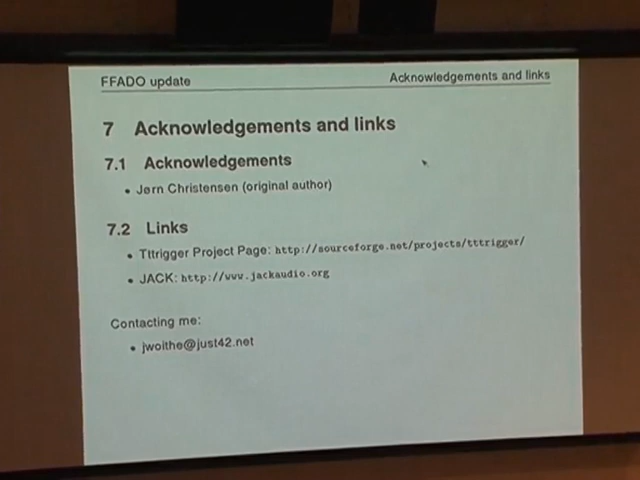 FFADO update
Acknowledgements and links
7 Acknowledgements and links
7.1 Acknowledgements
• Jørn Christensen (original author)
7.2 Links
• Tttrigger Project Page: http://sourceforge.net/projects/tttrigger/
• JACK: http://www.jackaudio.org
Contacting me:
• jwoithe@just42.net